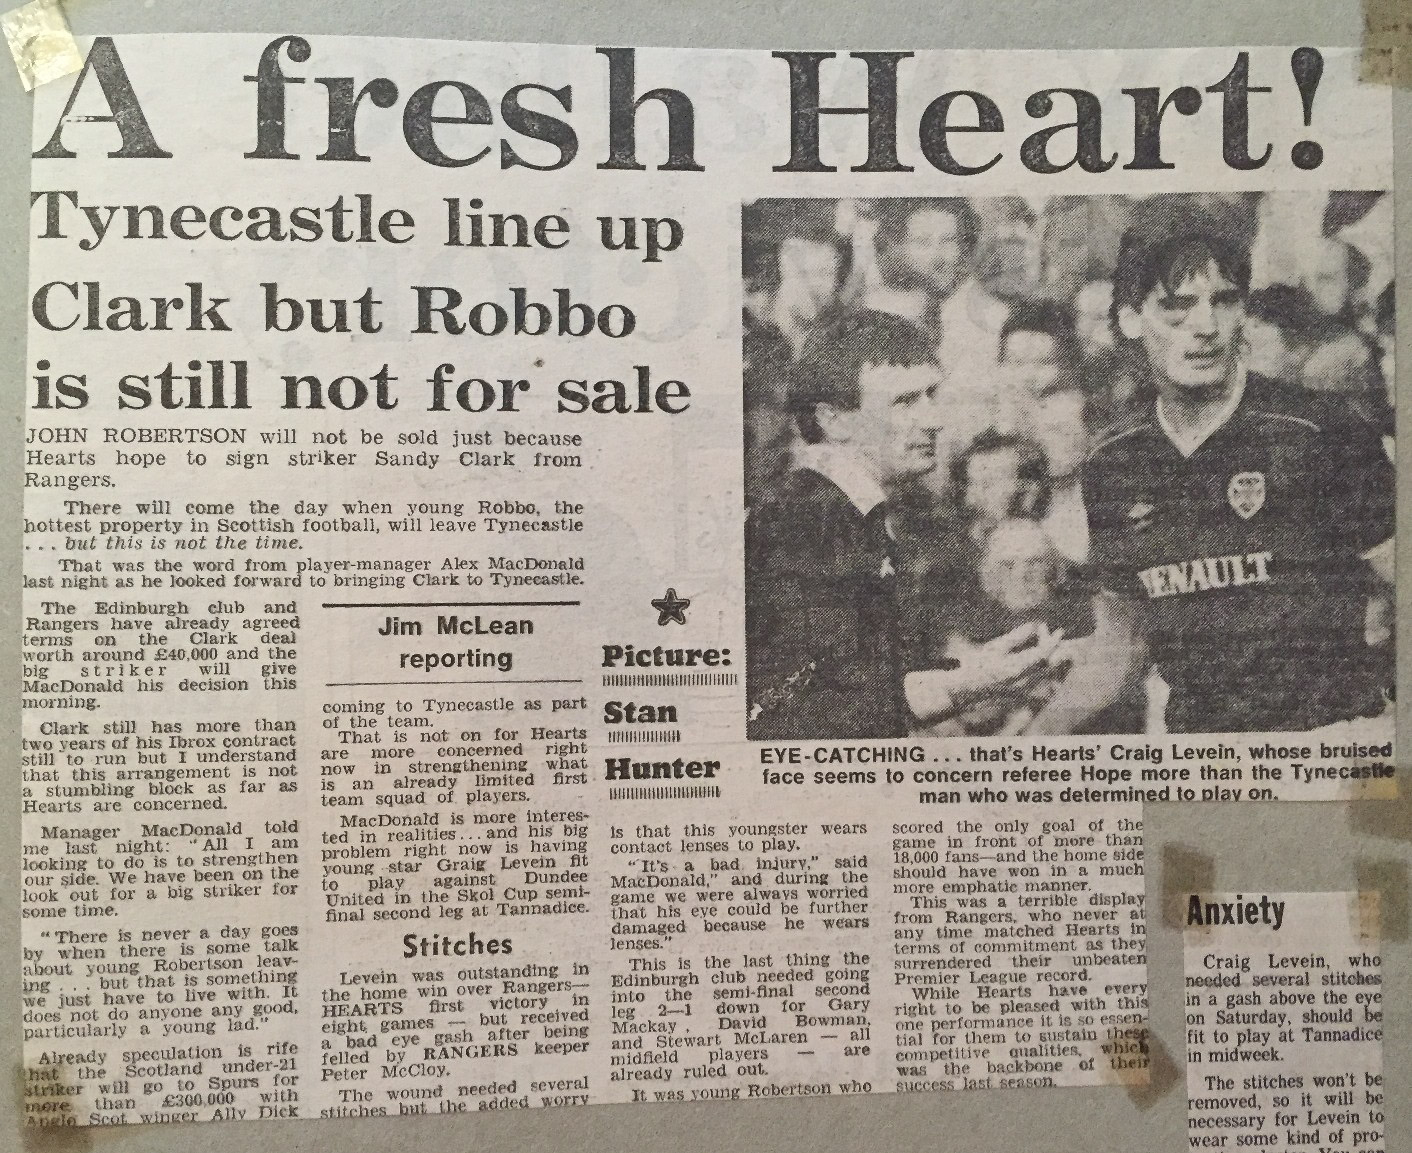 A fresh Heart!
Tynecastle line up
Clark but Robbo
is still not for sale
JOHN ROBERTSON will not be sold just because
Hearts hope to sign striker Sandy Clark from
Rangers.
There will come the day when young Robbo, the
hottest property in Scottish football, will leave Tynecastle
... but this is not the time.
That was the word from player-manager Alex MacDonald
last night as he looked forward to bringing Clark to Tynecastle.
The Edinburgh club and
Rangers have already agreed
terms on the Clark deal
worth around £40,000 and the
big striker will give
MacDonald his decision this
morning.
Clark still has more than
two years of his Ibrox contract
still to run but I understand
that this arrangement is not
a stumbling block as far as
Hearts are concerned.
Manager MacDonald told
me last night: "All I am
looking to do is to strengthen
our side. We have been on the
look out for a big striker for
some time.
"There is never a day goes
by when there is some talk
about young Robertson leav-
ing . . . but that is something
we just have to live with. It
does not do anyone any good,
particularly a young lad."
Already speculation is rife
that the Scotland under-21
striker will go to Spurs for
more than £300,000 with
Anglo Scot winger Ally Dick
Jim McLean
reporting
coming to Tynecastle as part
of the team.
That is not on for Hearts
are more concerned right
now in strengthening what
is an already limited first
team squad of players.
MacDonald is more interes-
ted in realities...and his big
problem right now is having
young star Graig Levein fit
to play against Dundee
United in the Skol Cup semi-
final second leg at Tannadice.
Stitches
Levein was outstanding in
the home win over Rangers—
HEARTS first victory in
eight games — but received
a bad eye gash after being
felled by RANGERS keeper
Peter McCloy.
The wound needed several
stitches but the added worry
Picture:
Stan
Hunter
RENAULT
EYE-CATCHING ... that's Hearts' Craig Levein, whose bruised
face seems to concern referee Hope more than the Tynecastle
man who was determined to play on.
is that this youngster wears
contact lenses to play.
"It's a bad injury," said
MacDonald," and during the
game we were always worried
that his eye could be further
damaged because he wears
lenses."
This is the last thing the
Edinburgh club needed going
into the semi-final second
leg 2—1 down for Gary
Mackay, David Bowman,
and Stewart McLaren — all
midfield players — are
already ruled out.
It was young Robertson who
scored the only goal of the
game in front of more than
18,000 fans—and the home side
should have won in a much
more emphatic manner.
This was a terrible display
from Rangers, who never at
any time matched Hearts in
terms of commitment as they
surrendered their unbeaten
Premier League record.
While Hearts have every
right to be pleased with this
one performance it is so essen-
tial for them to sustain these
competitive qualities, which
was the backbone of their
success last season.
Anxiety
Craig Levein, who
needed several stitches
in a gash above the eye
on Saturday, should be
fit to play at Tannadice
in midweek.
The stitches won't be
removed, so it will be
necessary for Levein to
wear some kind of pro-